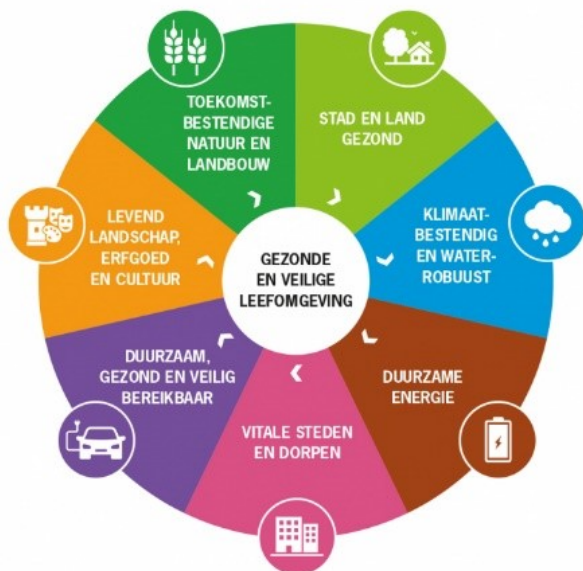 TOEKOMST-
BESTENDIGE
NATUUR EN
LANDBOUW
STAD EN LAND
GEZOND
KLIMAAT-
BESTENDIG
EN WATER-
ROBUUST
DUURZAME
ENERGIE
VITALE STEDEN
EN DORPEN
DUURZAAM,
GEZOND EN VEILIG
BEREIKBAAR
LEVEND
LANDSCHAP,
ERFGOED
EN CULTUUR
GEZONDE
EN VEILIGE
LEEFOMGEVING